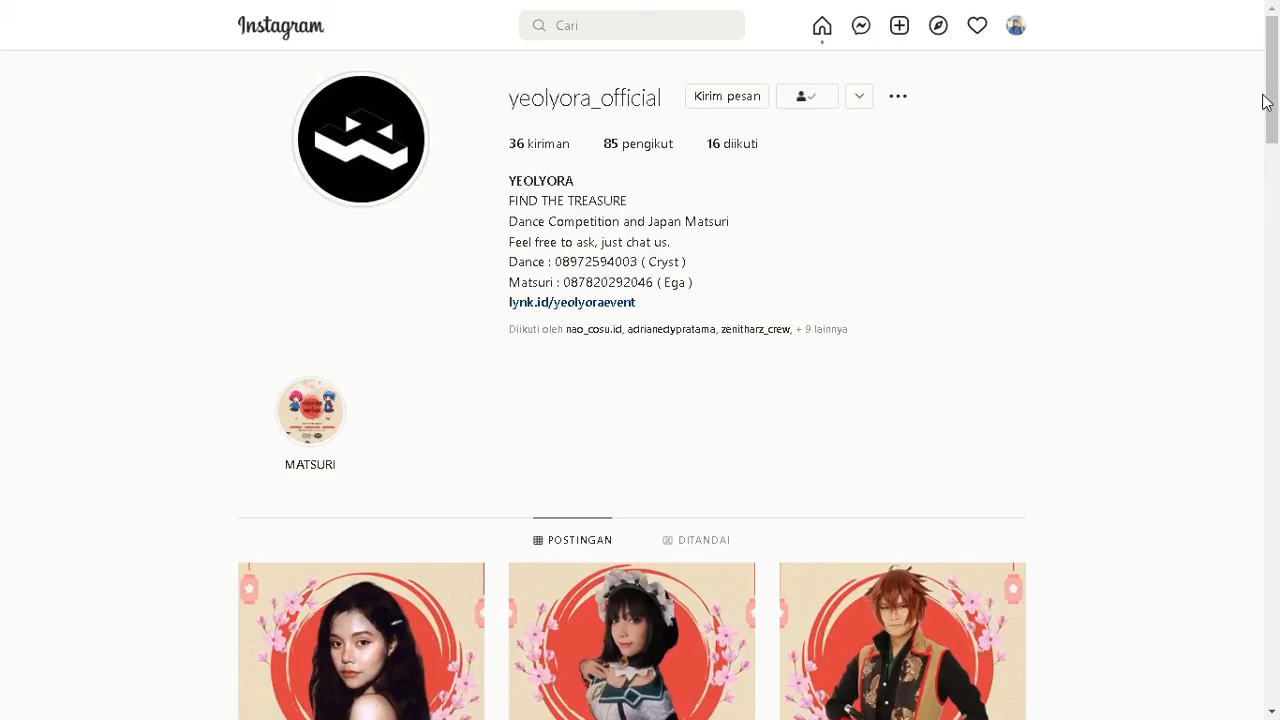 Instagram
Cari
yeolyora_official
Kirim pesan
36 kiriman 85 pengikut 16 diikuti
YEOLYORA
FIND THE TREASURE
Dance Competition and Japan Matsuri
Feel free to ask, just chat us.
Dance : 08972594003 ( Cryst )
Matsuri : 087820292046 ( Ega )
lynk.id/yeolyoraevent
Diikuti oleh nao_cosu.id, adrianedypratama, zenitharz_crew, + 9 lainnya
MATSURI
POSTINGAN DITANDAI